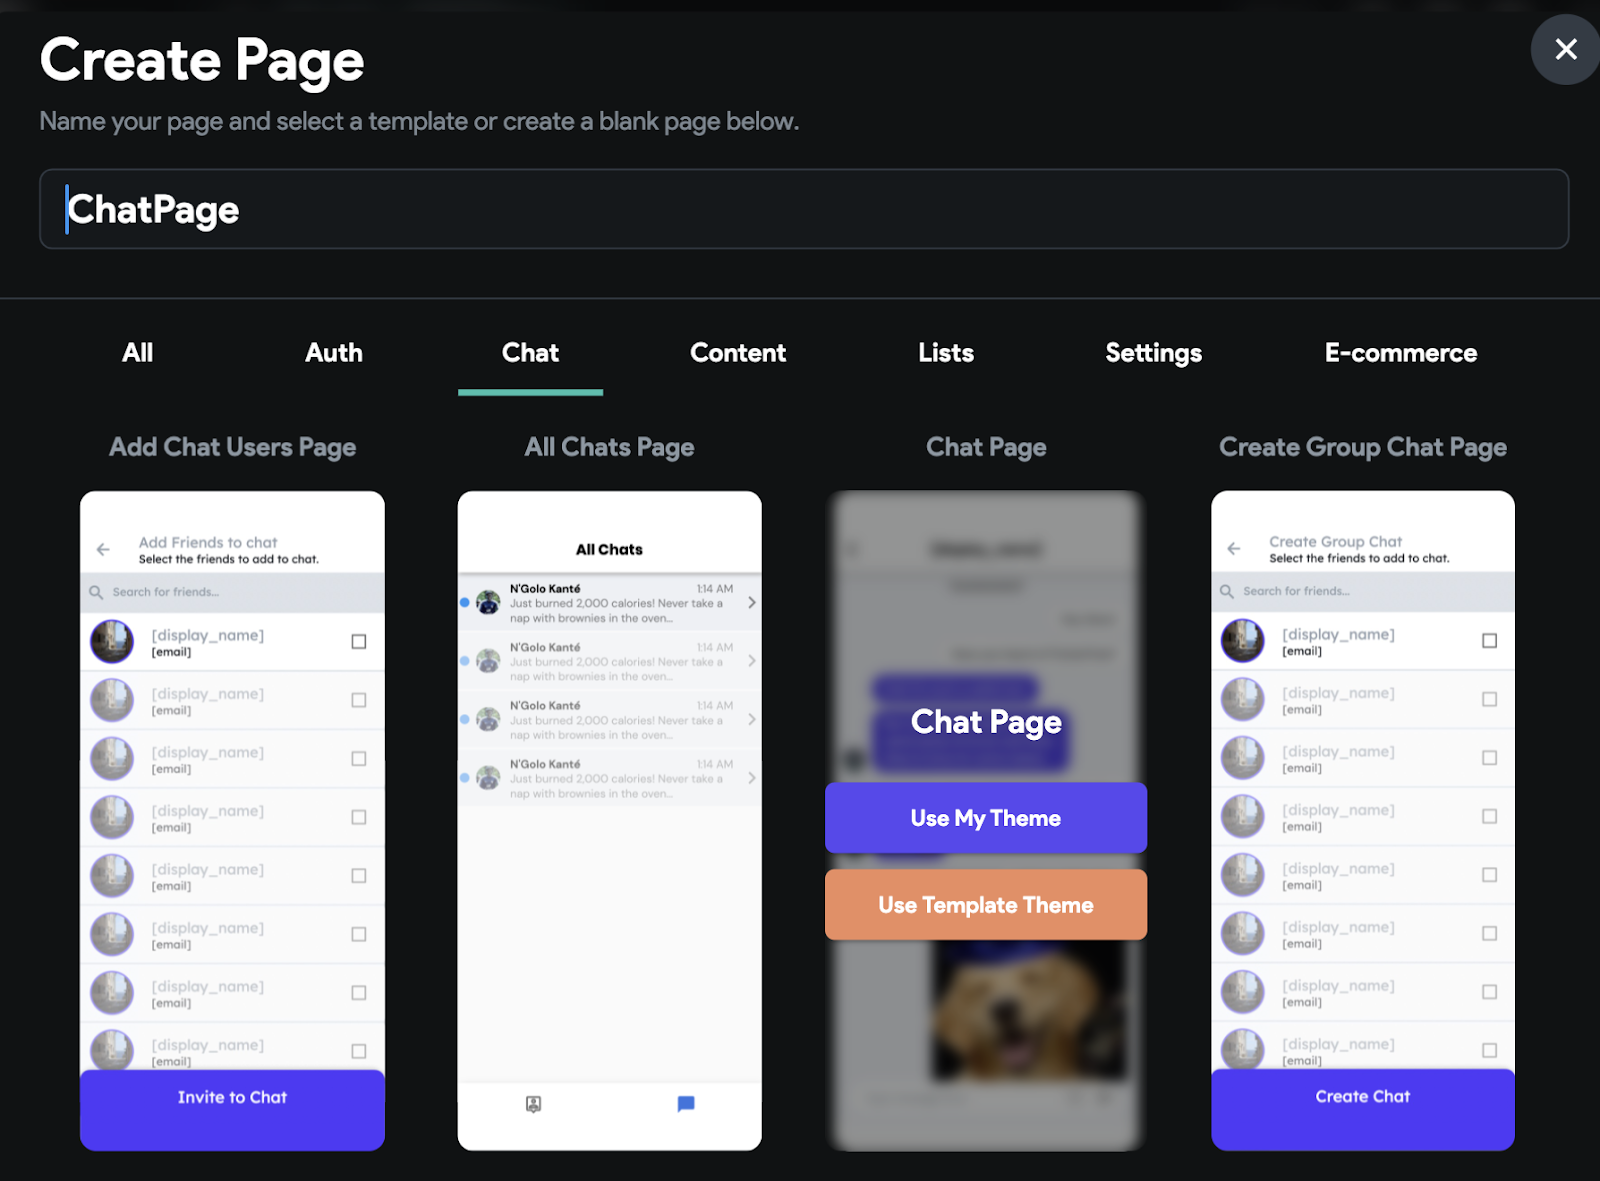 Create Page
Name your page and select a template or create a blank page below.
ChatPage
All
Auth
Chat
Content
Lists
Settings
E-commerce
Add Chat Users Page
Add Friends to chat
Select the friends to add to chat.
Search for friends...
[display_name]
[email]
[display_name]
[email]
[display_name]
[email]
[display_name]
[email]
[display_name]
[email]
[display_name]
[email]
[display_name]
[email]
[display_name]
[email]
Invite to Chat
All Chats Page
All Chats
N'Golo Kanté 1:14 AM
Just burned 2,000 calories! Never take a
nap with brownies in the oven...
N'Golo Kanté 1:14 AM
Just burned 2,000 calories! Never take a
nap with brownies in the oven...
N'Golo Kanté 1:14 AM
Just burned 2,000 calories! Never take a
nap with brownies in the oven...
N'Golo Kanté 1:14 AM
Just burned 2,000 calories! Never take a
nap with brownies in the oven...
Chat Page
Chat Page
Use My Theme
Use Template Theme
Create Group Chat Page
Create Group Chat
Select the friends to add to chat.
Search for friends...
[display_name]
[email]
[display_name]
[email]
[display_name]
[email]
[display_name]
[email]
[display_name]
[email]
[display_name]
[email]
[display_name]
[email]
[display_name]
[email]
Create Chat